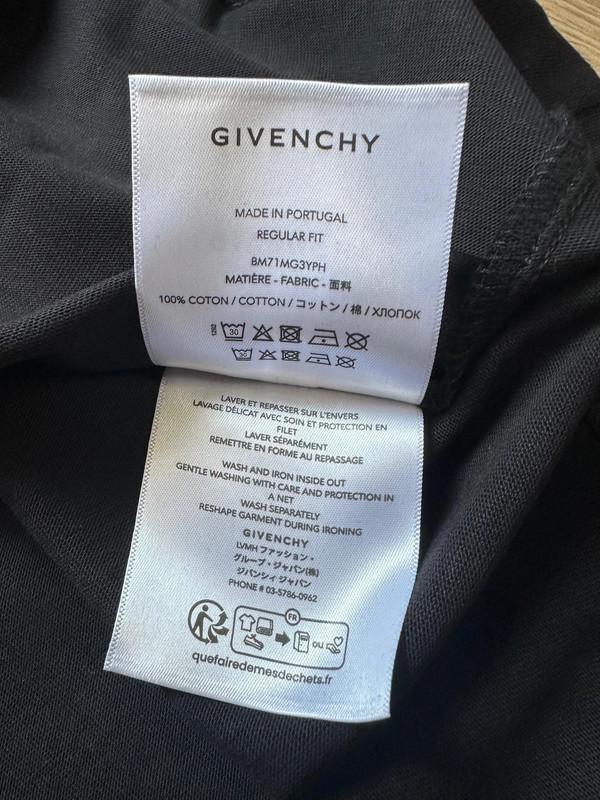 GIVENCHY
MADE IN PORTUGAL
REGULAR FIT
BM71MG3YPH
MATIÈRE - FABRIC - 面料
100% COTON / COTTON / コットン / 棉 / ХЛОПОК
30
30
LAVER ET REPASSER SUR L'ENVERS
LAVAGE DÉLICAT AVEC SOIN ET PROTECTION EN
FILET
LAVER SÉPARÉMENT
REMETTRE EN FORME AU REPASSAGE
WASH AND IRON INSIDE OUT
GENTLE WASHING WITH CARE AND PROTECTION IN
A NET
WASH SEPARATELY
RESHAPE GARMENT DURING IRONING
GIVENCHY
LVMH ファッション・
グループ・ジャパン(株)
ジバンシィ ジャパン
PHONE # 03-5786-0962
FR
OU
quefairedemesdechets.fr